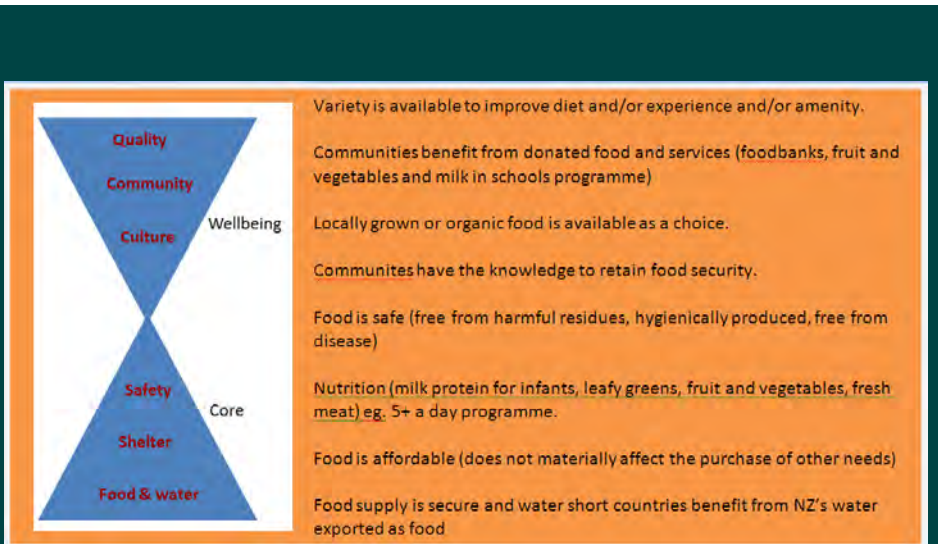 Quality
Community
Culture
Wellbeing
Safety
Core
Shelter
Food & water
Variety is available to improve diet and/or experience and/or amenity.
Communities benefit from donated food and services (foodbanks, fruit and
vegetables and milk in schools programme)
Locally grown or organic food is available as a choice.
Communites have the knowledge to retain food security.
Food is safe (free from harmful residues, hygienically produced, free from
disease)
Nutrition (milk protein for infants, leafy greens, fruit and vegetables, fresh
meat) eg. 5+ a day programme.
Food is affordable (does not materially affect the purchase of other needs)
Food supply is secure and water short countries benefit from NZ's water
exported as food